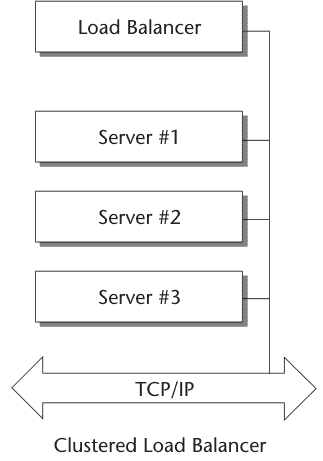 Load Balancer
Server #1
Server #2
Server #3
TCP/IP
Clustered Load Balancer